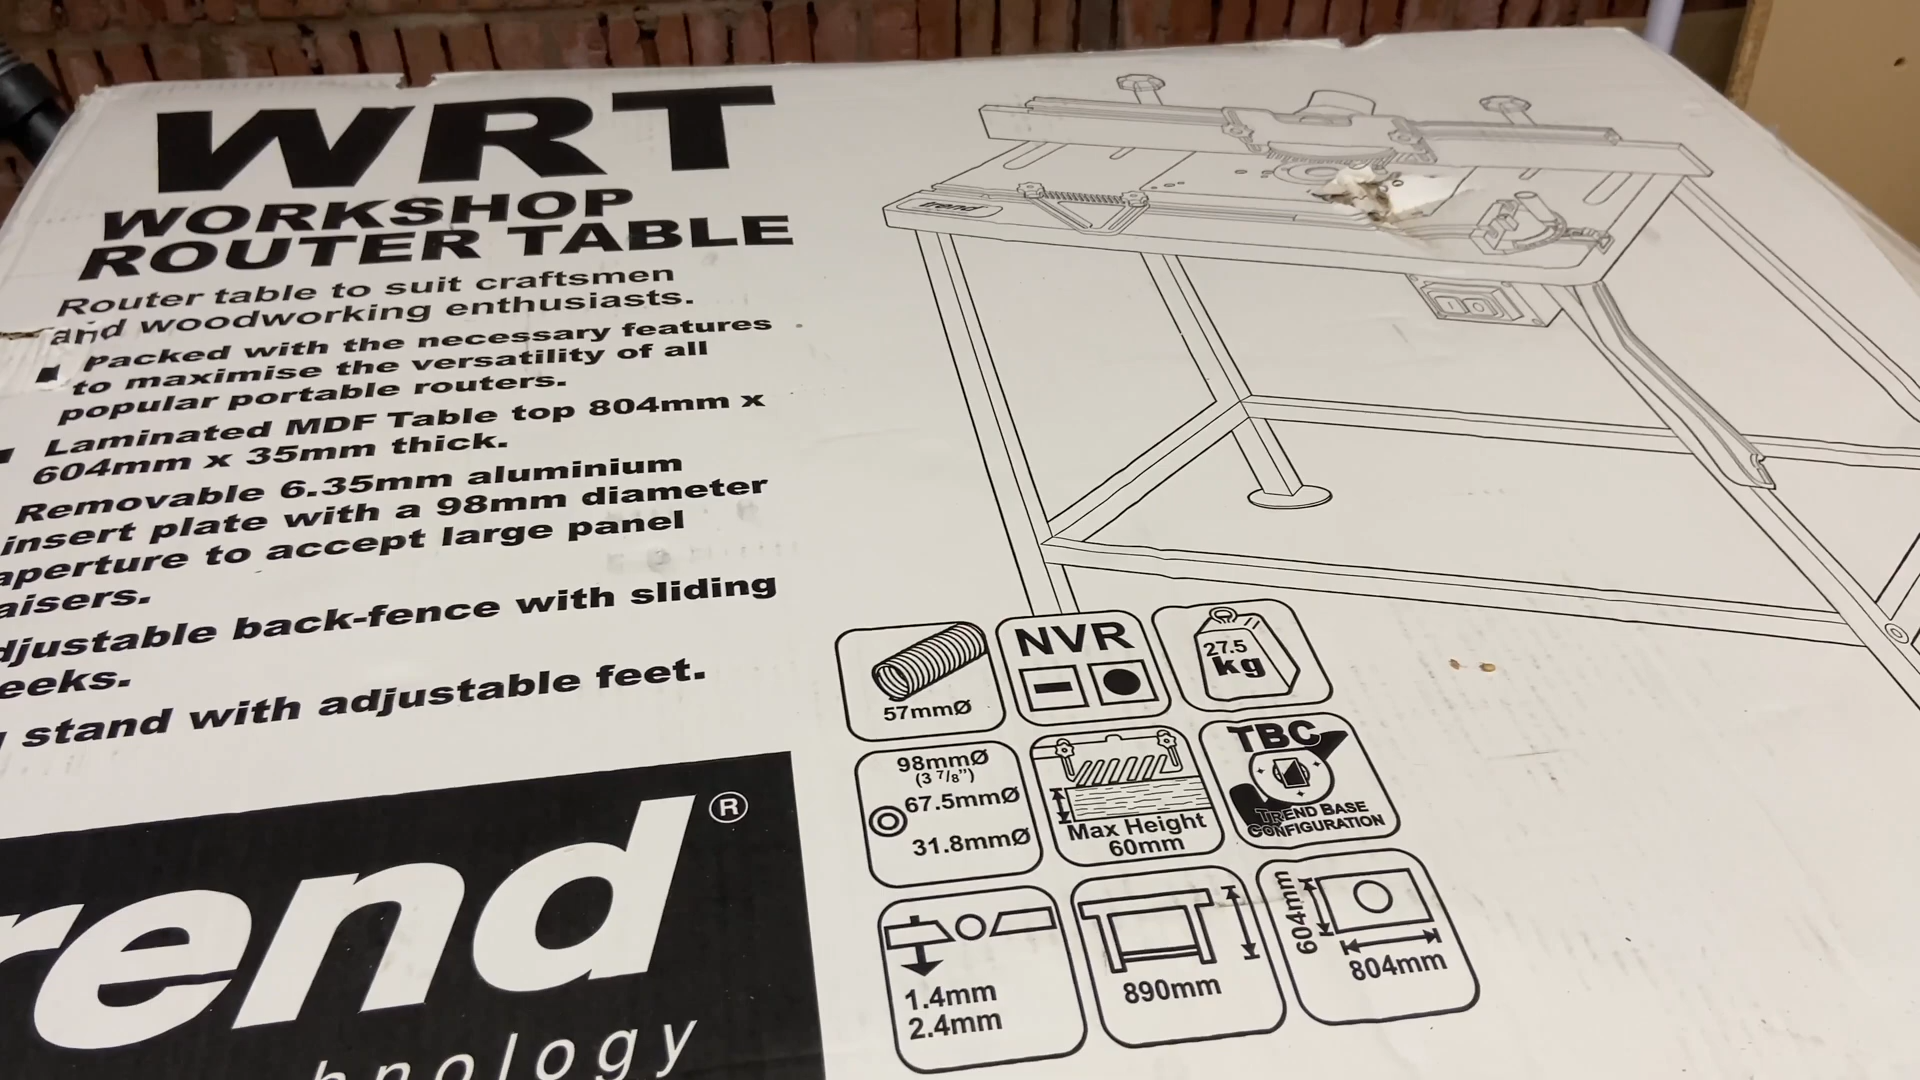 WRT
WORKSHOP
ROUTER TABLE
Router table to suit craftsmen
and woodworking enthusiasts.
Packed with the necessary features
to maximise the versatility of all
popular portable routers.
Laminated MDF Table top 804mm x
604mm x 35mm thick.
Removable 6.35mm aluminium
insert plate with a 98mm diameter
aperture to accept large panel
aisers.
djustable back-fence with sliding
eeks.
stand with adjustable feet.
rend ®
hnology
trend
57mmØ
NVR
27.5
kg
98mmØ
(3 7/8")
67.5mmØ
31.8mmØ
Max Height
60mm
TBC
TREND BASE
CONFIGURATION
1.4mm
2.4mm
890mm
604mm
804mm